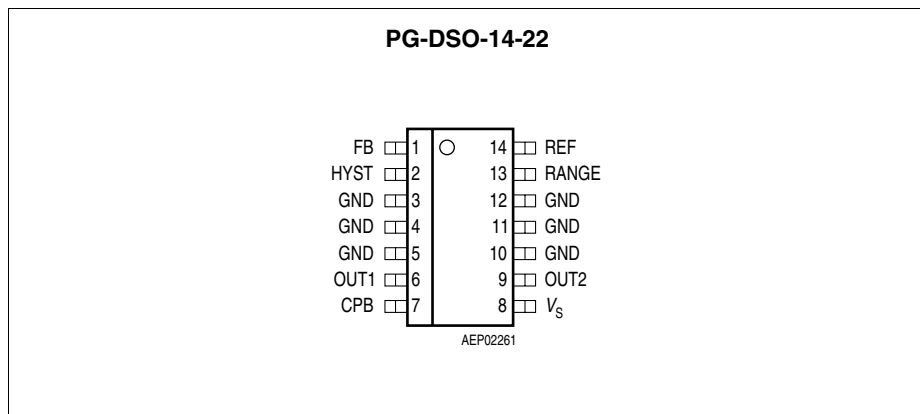 PG-DSO-14-22
FB 1 14 REF
HYST 2 13 RANGE
GND 3 12 GND
GND 4 11 GND
GND 5 10 GND
OUT1 6 9 OUT2
CPB 7 8 VS
AEP02261